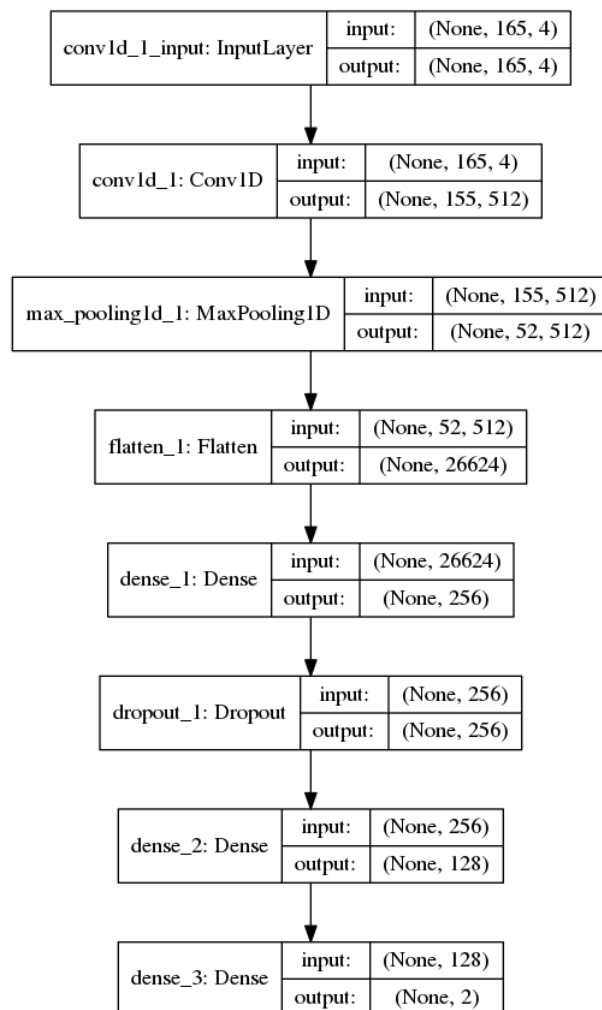 conv1d_1_input: InputLayer
input: (None, 165, 4)
output: (None, 165, 4)
conv1d_1: Conv1D
input: (None, 165, 4)
output: (None, 155, 512)
max_pooling1d_1: MaxPooling1D
input: (None, 155, 512)
output: (None, 52, 512)
flatten_1: Flatten
input: (None, 52, 512)
output: (None, 26624)
dense_1: Dense
input: (None, 26624)
output: (None, 256)
dropout_1: Dropout
input: (None, 256)
output: (None, 256)
dense_2: Dense
input: (None, 256)
output: (None, 128)
dense_3: Dense
input: (None, 128)
output: (None, 2)